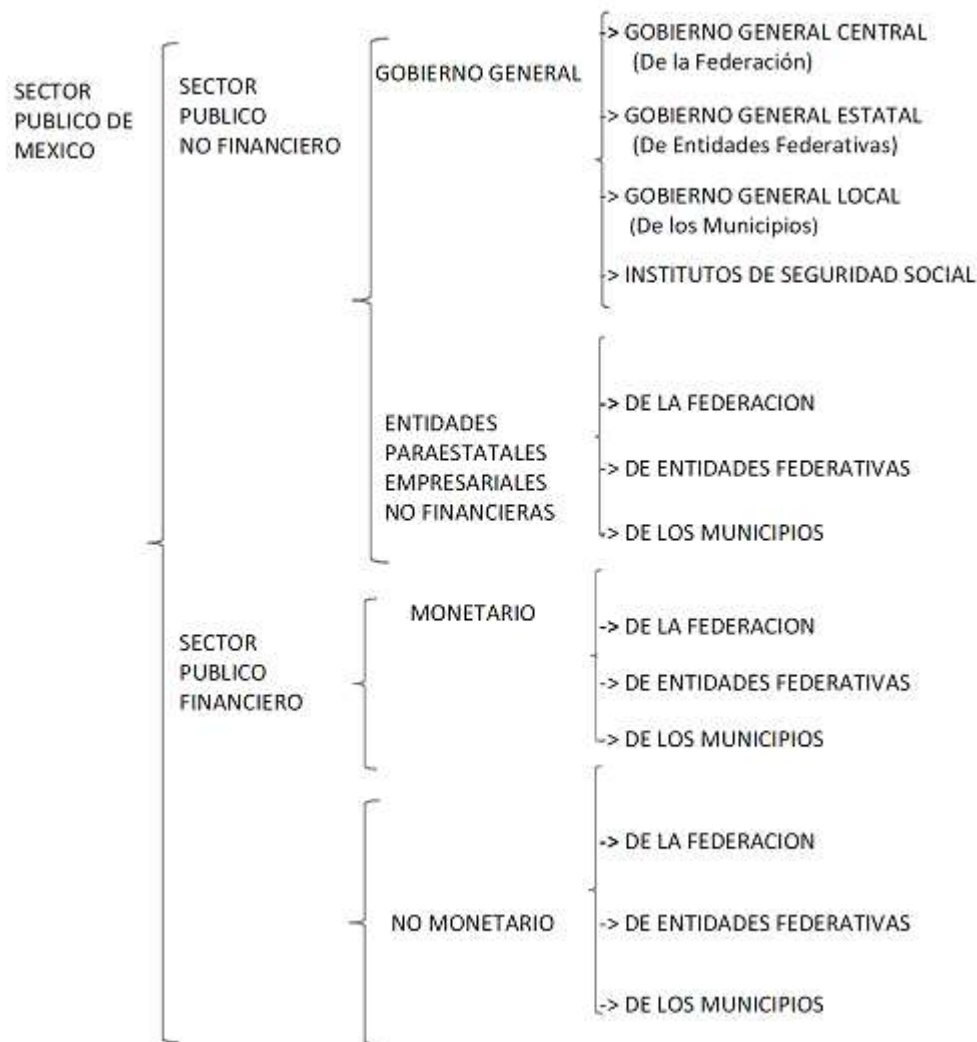 SECTOR
PUBLICO DE
MEXICO
SECTOR
PUBLICO
NO FINANCIERO
GOBIERNO GENERAL
-> GOBIERNO GENERAL CENTRAL
(De la Federación)
-> GOBIERNO GENERAL ESTATAL
(De Entidades Federativas)
-> GOBIERNO GENERAL LOCAL
(De los Municipios)
-> INSTITUTOS DE SEGURIDAD SOCIAL
ENTIDADES
PARAESTATALES
EMPRESARIALES
NO FINANCIERAS
-> DE LA FEDERACION
-> DE ENTIDADES FEDERATIVAS
-> DE LOS MUNICIPIOS
SECTOR
PUBLICO
FINANCIERO
MONETARIO
-> DE LA FEDERACION
-> DE ENTIDADES FEDERATIVAS
-> DE LOS MUNICIPIOS
NO MONETARIO
-> DE LA FEDERACION
-> DE ENTIDADES FEDERATIVAS
-> DE LOS MUNICIPIOS